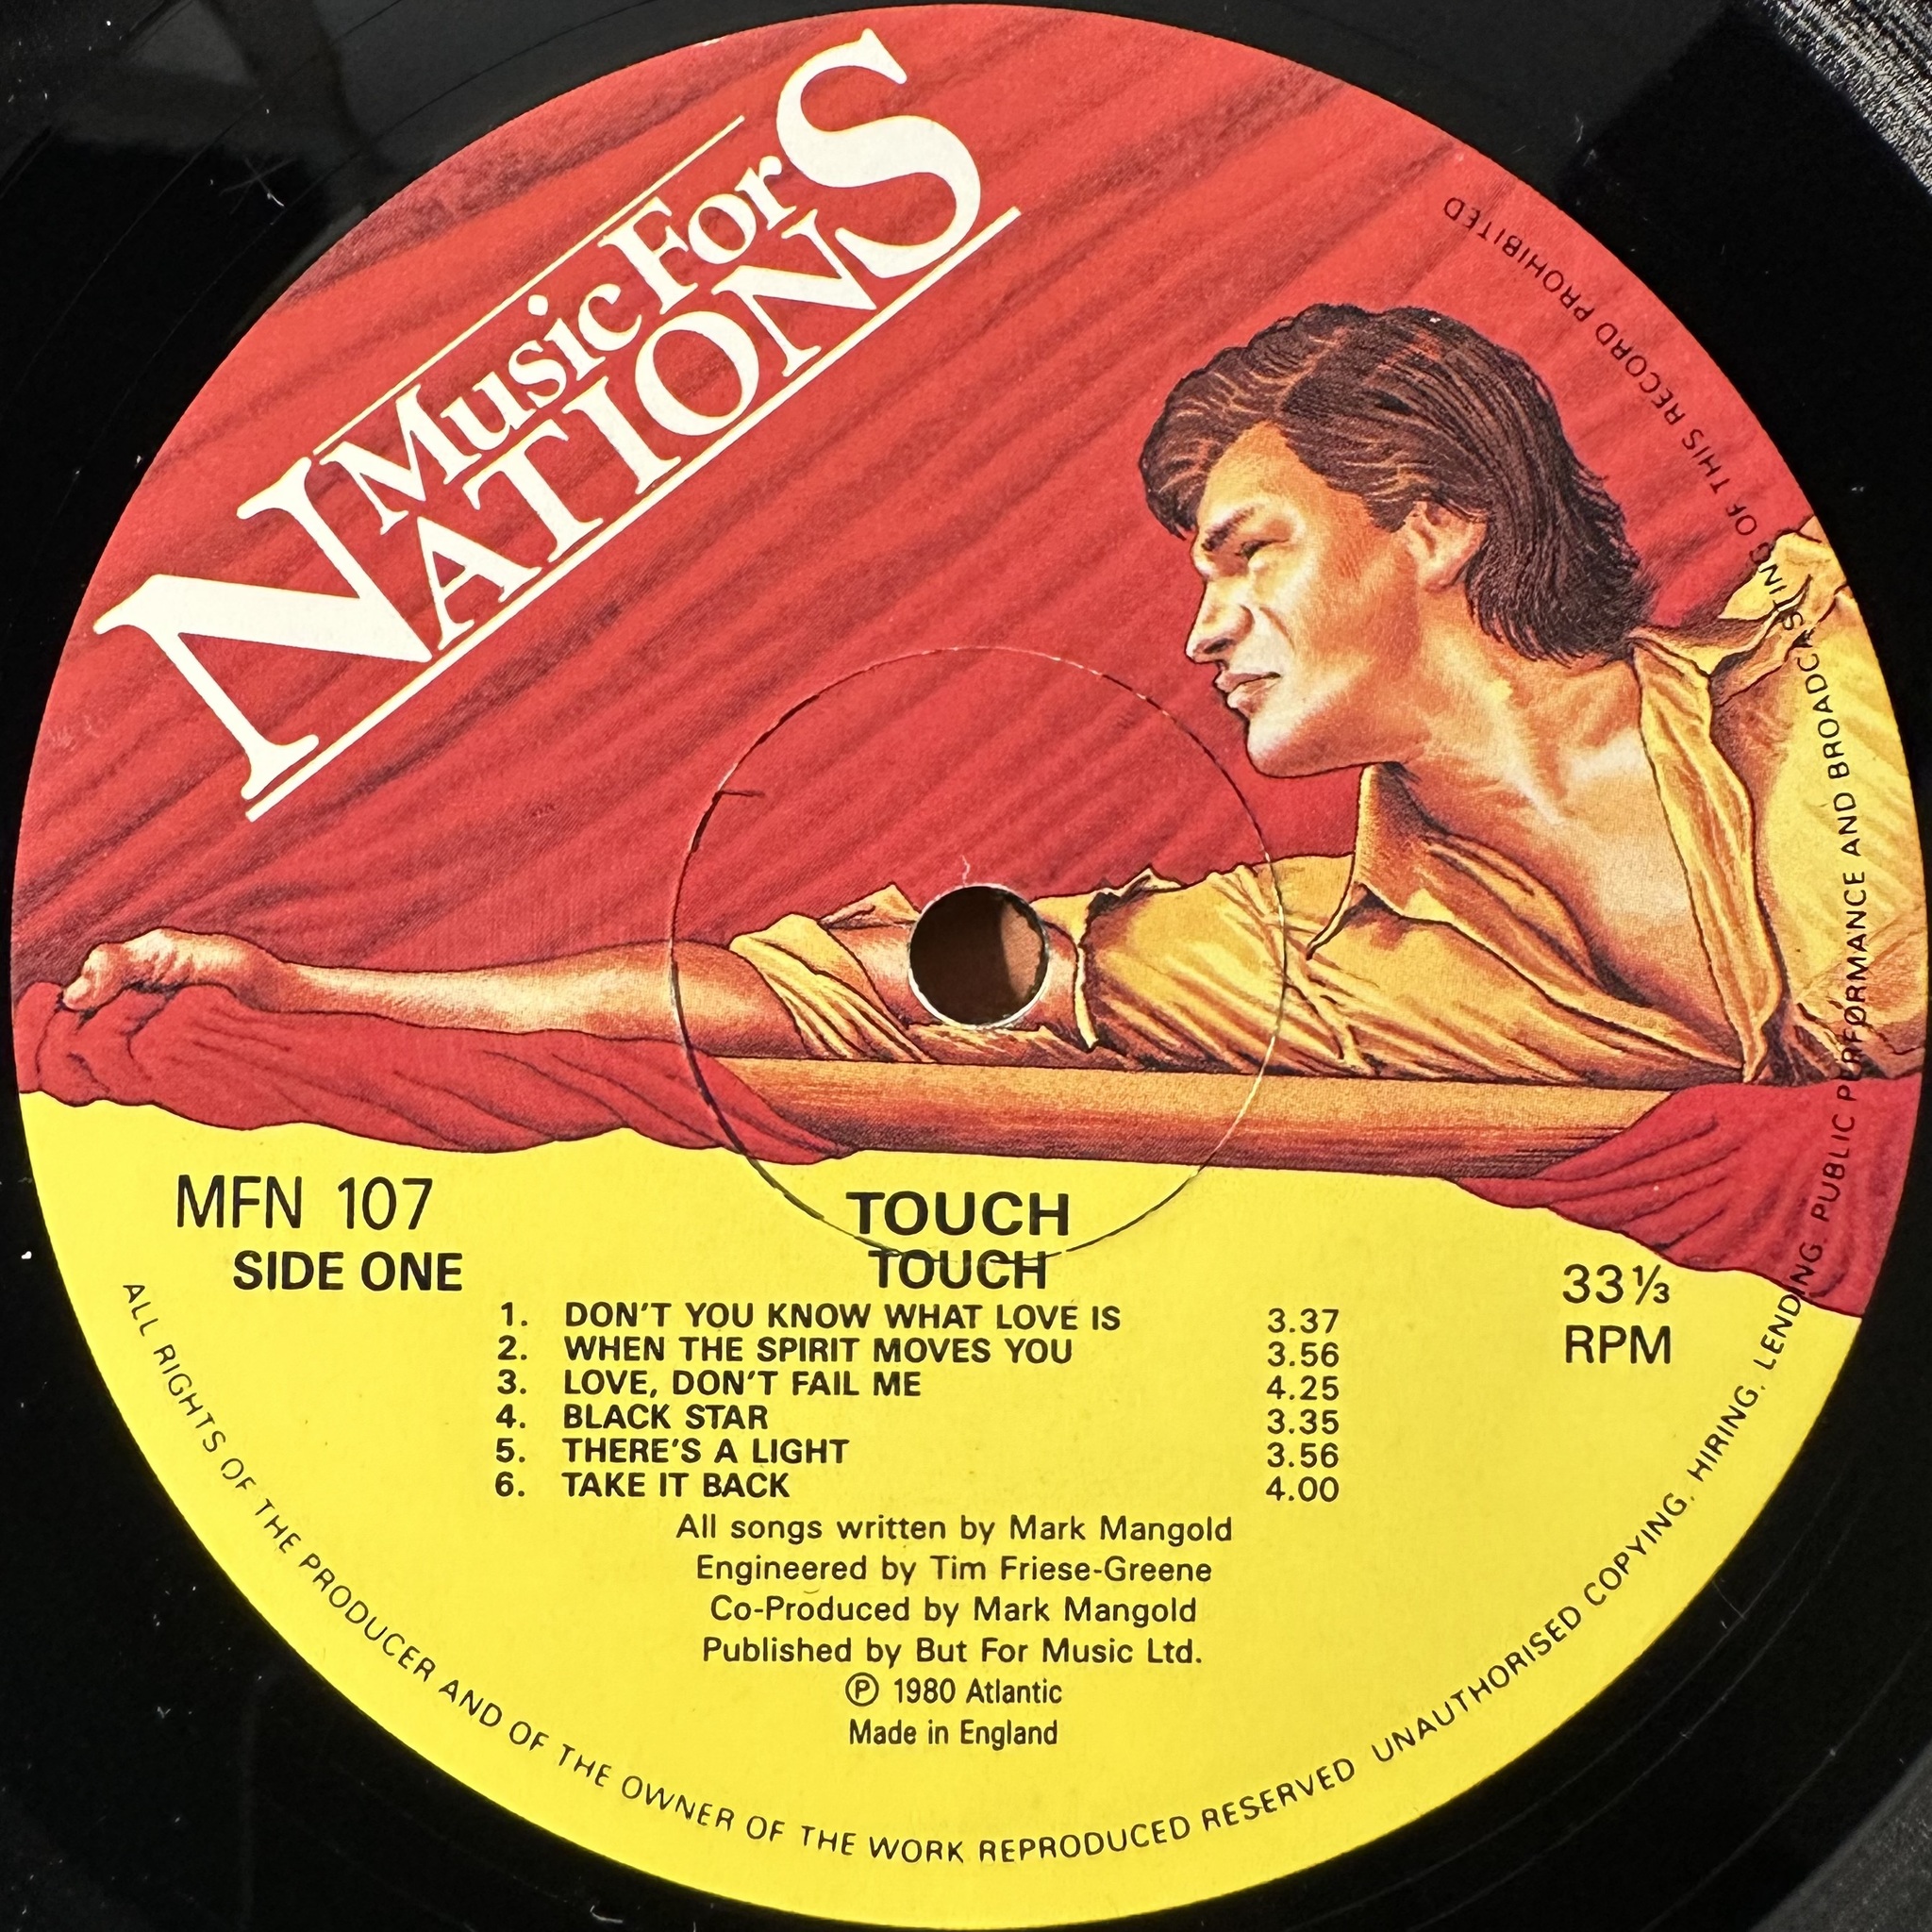 Music For
NATIONS
MFN 107
SIDE ONE
TOUCH
TOUCH
33⅓
RPM
1. DON'T YOU KNOW WHAT LOVE IS 3.37
2. WHEN THE SPIRIT MOVES YOU 3.56
3. LOVE, DON'T FAIL ME 4.25
4. BLACK STAR 3.35
5. THERE'S A LIGHT 3.56
6. TAKE IT BACK 4.00
All songs written by Mark Mangold
Engineered by Tim Friese-Greene
Co-Produced by Mark Mangold
Published by But For Music Ltd.
Ⓟ 1980 Atlantic
Made in England
ALL RIGHTS OF THE PRODUCER AND OF THE OWNER OF THE WORK REPRODUCED RESERVED UNAUTHORISED COPYING, HIRING, LENDING, PUBLIC PERFORMANCE AND BROADCASTING OF THIS RECORD PROHIBITED